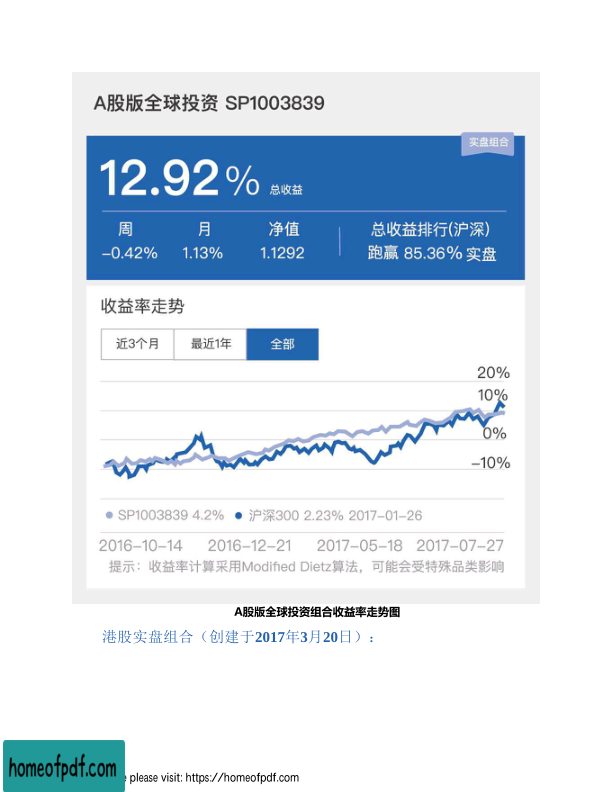 A股版全球投资 SP1003839
实盘组合
12.92% 总收益
周 月 净值 总收益排行(沪深)
-0.42% 1.13% 1.1292 跑赢 85.36% 实盘
收益率走势
近3个月 最近1年 全部
20%
10%
0%
-10%
SP1003839 4.2% 沪深300 2.23% 2017-01-26
2016-10-14 2016-12-21 2017-05-18 2017-07-27
提示：收益率计算采用Modified Dietz算法，可能会受特殊品类影响
A股版全球投资组合收益率走势图
港股实盘组合（创建于2017年3月20日）：
homeofpdf.com
please visit: https://homeofpdf.com